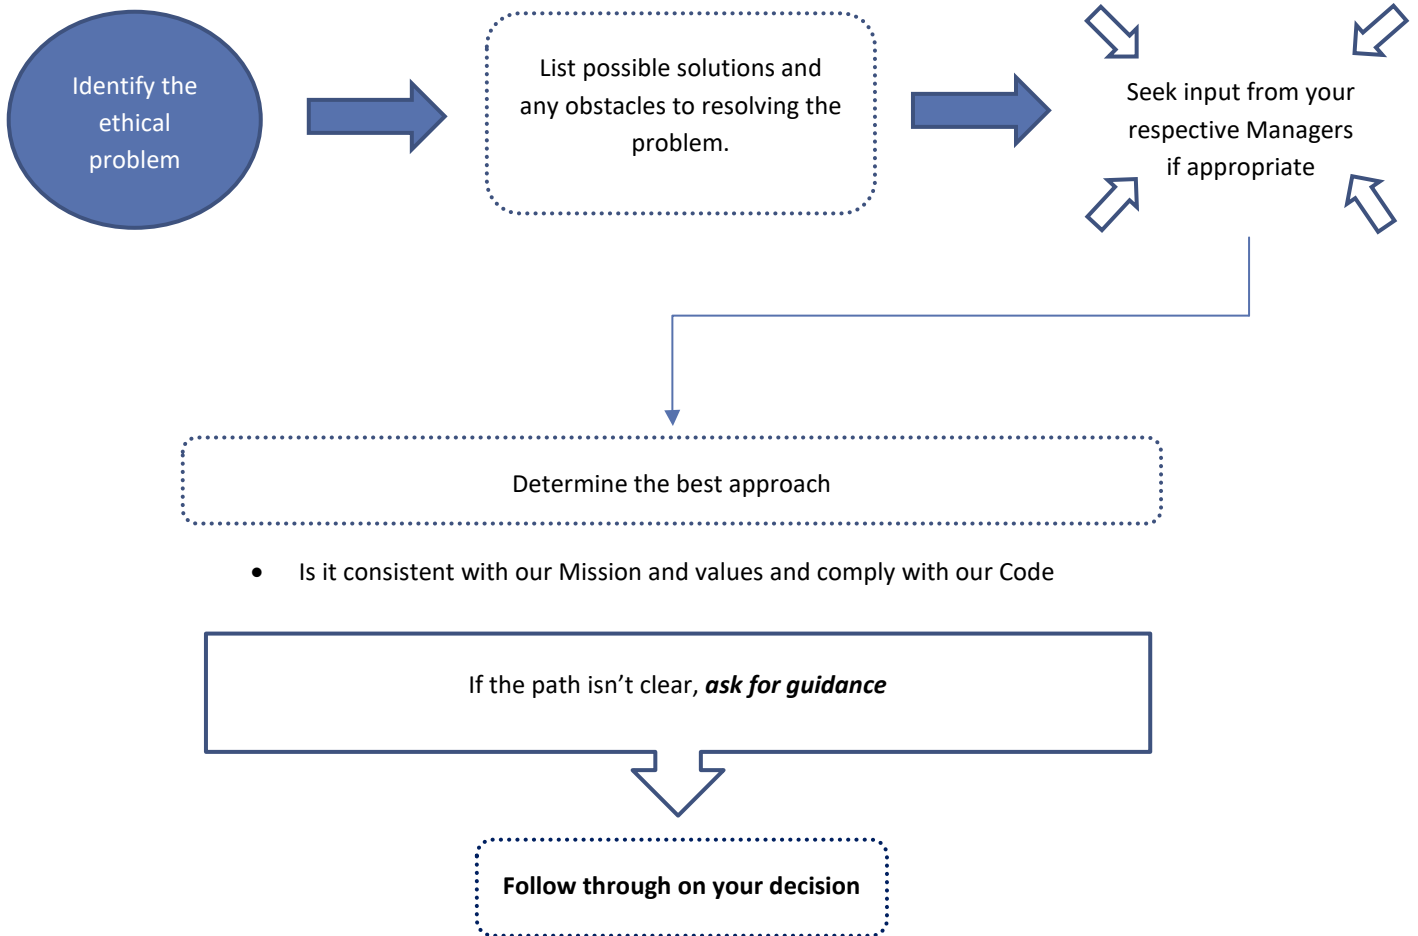 Identify the
ethical
problem
List possible solutions and
any obstacles to resolving the
problem.
Seek input from your
respective Managers
if appropriate
Determine the best approach
• Is it consistent with our Mission and values and comply with our Code
If the path isn’t clear, ask for guidance
Follow through on your decision